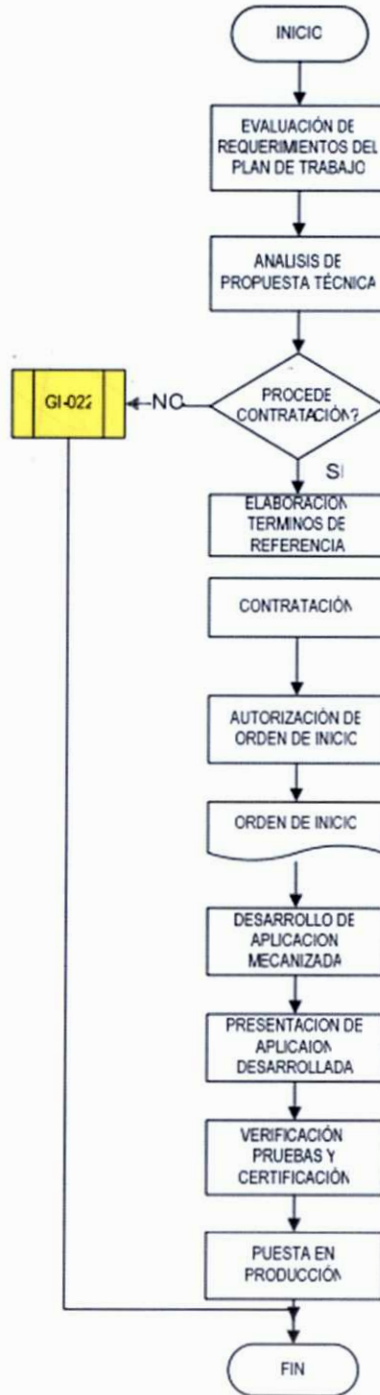 INICIO
EVALUACIÓN DE
REQUERIMIENTOS DEL
PLAN DE TRABAJO
ANALISIS DE
PROPUESTA TÉCNICA
PROCEDE
CONTRATACIÓN?
NO
GI-022
SI
ELABORACION
TERMINOS DE
REFERENCIA
CONTRATACIÓN
AUTORIZACIÓN DE
ORDEN DE INICIO
ORDEN DE INICIO
DESARROLLO DE
APLICACION
MECANIZADA
PRESENTACION DE
APLICAION
DESARROLLADA
VERIFICACIÓN
PRUEBAS Y
CERTIFICACIÓN
PUESTA EN
PRODUCCIÓN
FIN